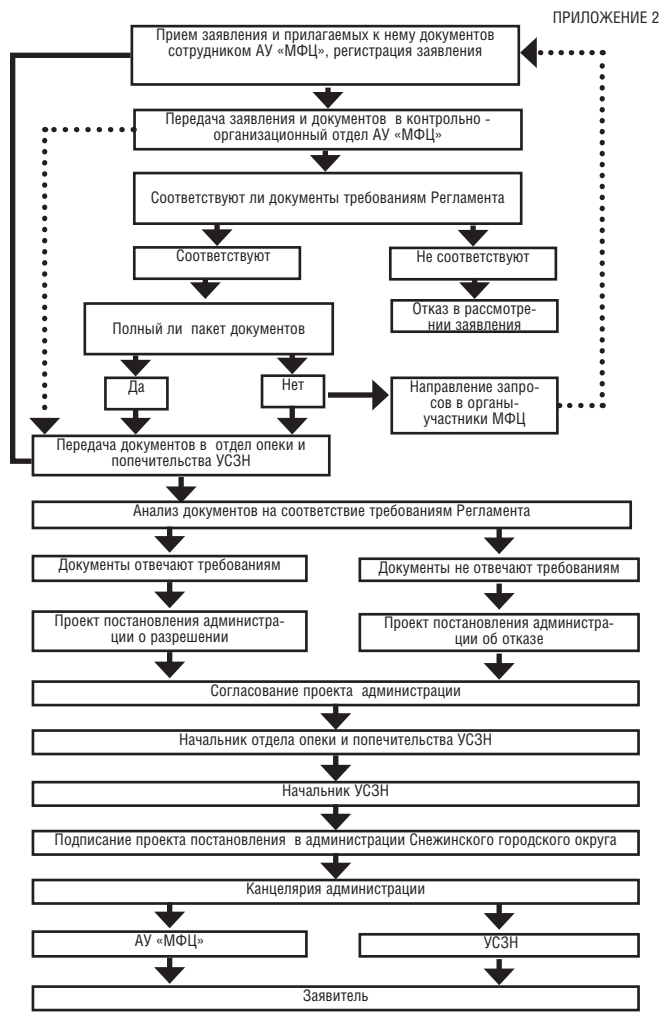 ПРИЛОЖЕНИЕ 2
Прием заявления и прилагаемых к нему документов
сотрудником АУ «МФЦ», регистрация заявления
Передача заявления и документов в контрольно -
организационный отдел АУ «МФЦ»
Соответствуют ли документы требованиям Регламента
Соответствуют
Не соответствуют
Отказ в рассмотре-
нии заявления
Полный ли пакет документов
Да
Нет
Направление запро-
сов в органы-
участники МФЦ
Передача документов в отдел опеки и
попечительства УСЗН
Анализ документов на соответствие требованиям Регламента
Документы отвечают требованиям
Документы не отвечают требованиям
Проект постановления администра-
ции о разрешении
Проект постановления администра-
ции об отказе
Согласование проекта администрации
Начальник отдела опеки и попечительства УСЗН
Начальник УСЗН
Подписание проекта постановления в администрации Снежинского городского округа
Канцелярия администрации
АУ «МФЦ»
УСЗН
Заявитель